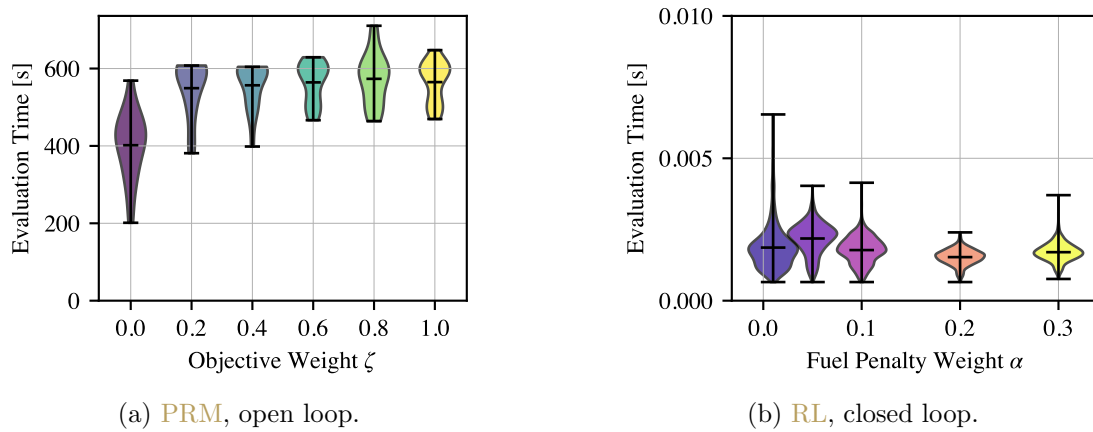 Evaluation Time [s]
600
400
200
0
0.0 0.2 0.4 0.6 0.8 1.0
Objective Weight ζ
(a) PRM, open loop.
Evaluation Time [s]
0.010
0.005
0.000
0.0 0.1 0.2 0.3
Fuel Penalty Weight α
(b) RL, closed loop.